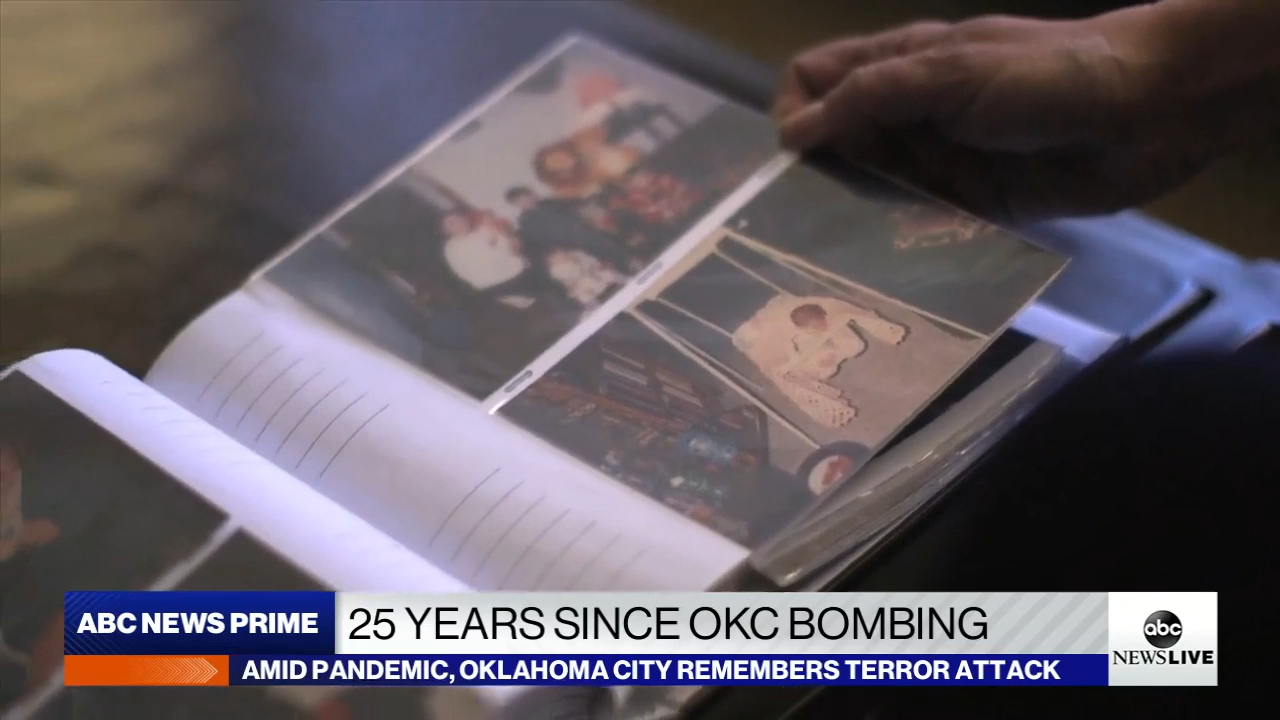 ABC NEWS PRIME
25 YEARS SINCE OKC BOMBING
AMID PANDEMIC, OKLAHOMA CITY REMEMBERS TERROR ATTACK
abc
NEWS LIVE